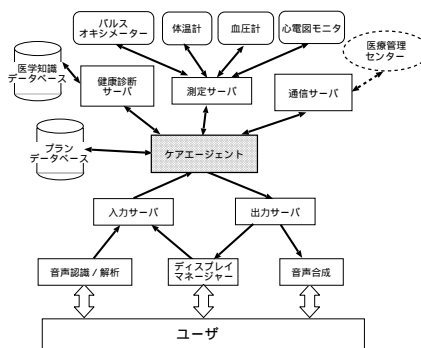 パルス
オキシメーター
体温計
血圧計
心電図モニタ
医療管理
センター
医学知識
データベース
健康診断
サーバ
測定サーバ
通信サーバ
プラン
データベース
ケアエージェント
入力サーバ
出力サーバ
音声認識 / 解析
ディスプレイ
マネージャー
音声合成
ユーザ